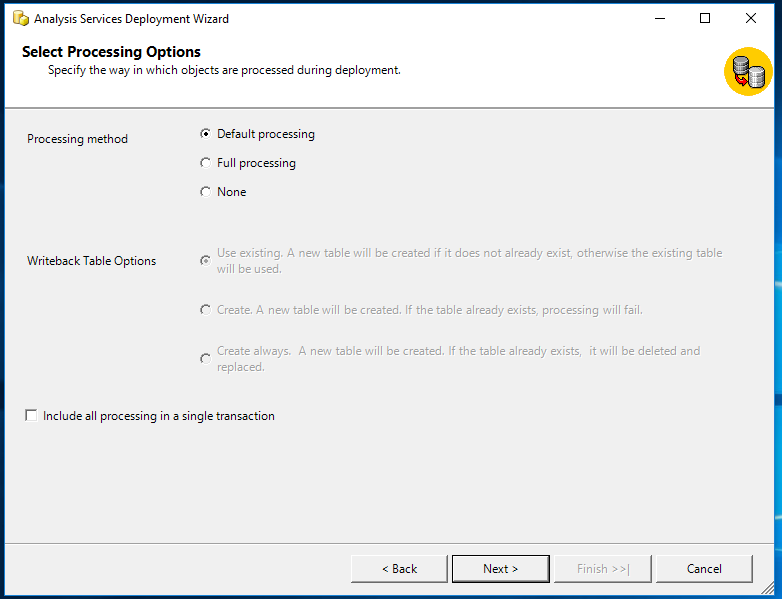 Analysis Services Deployment Wizard
Select Processing Options
Specify the way in which objects are processed during deployment.
Processing method
Default processing
Full processing
None
Writeback Table Options
Use existing. A new table will be created if it does not already exist, otherwise the existing table
will be used.
Create. A new table will be created. If the table already exists, processing will fail.
Create always.  A new table will be created. If the table already exists,  it will be deleted and
replaced.
Include all processing in a single transaction
< Back
Next >
Finish >>|
Cancel